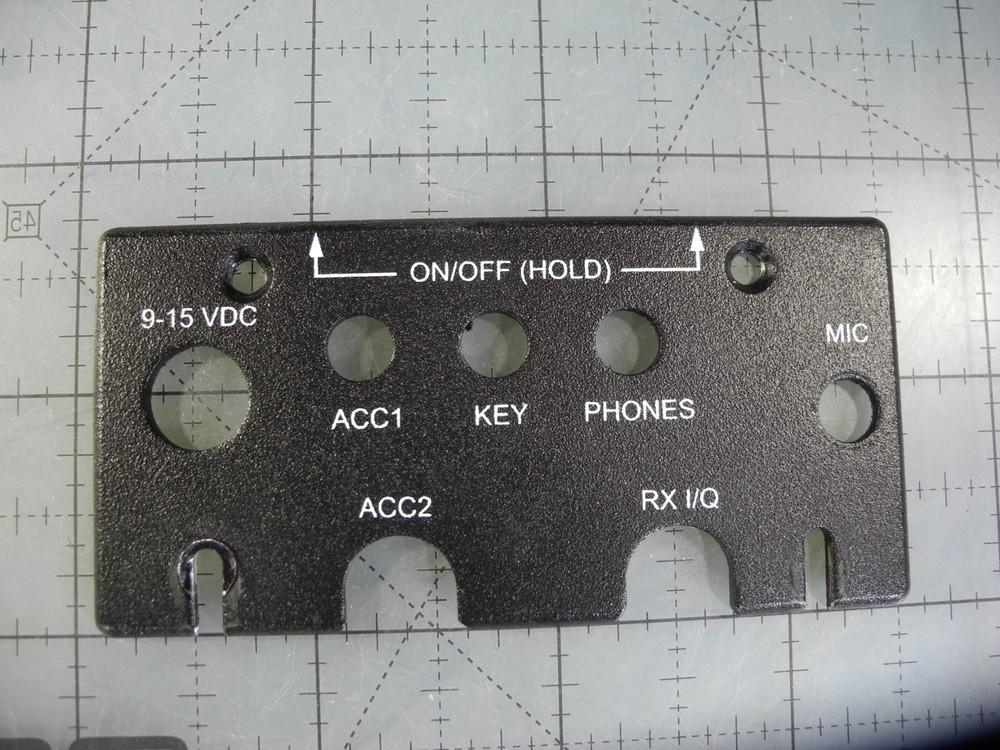 ON/OFF (HOLD)
9-15 VDC
MIC
ACC1 KEY PHONES
ACC2 RX I/Q
45